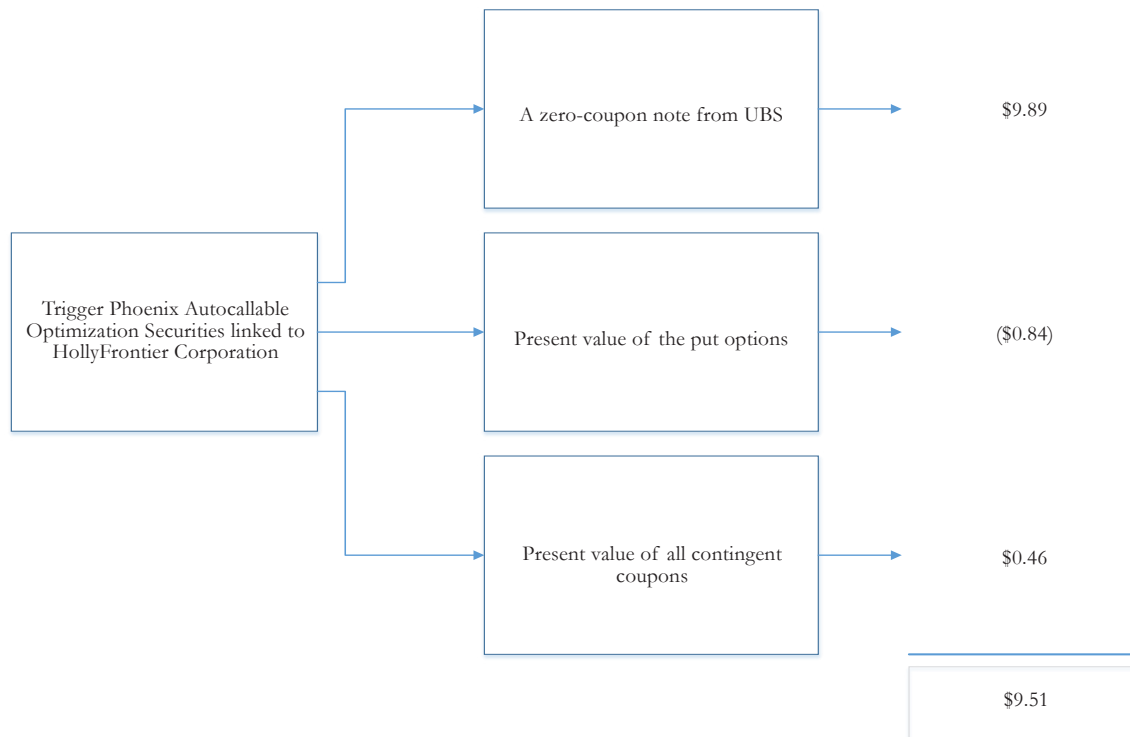 A zero-coupon note from UBS
$9.89
Trigger Phoenix Autocallable
Optimization Securities linked to
HollyFrontier Corporation
Present value of the put options
($0.84)
Present value of all contingent
coupons
$0.46
$9.51